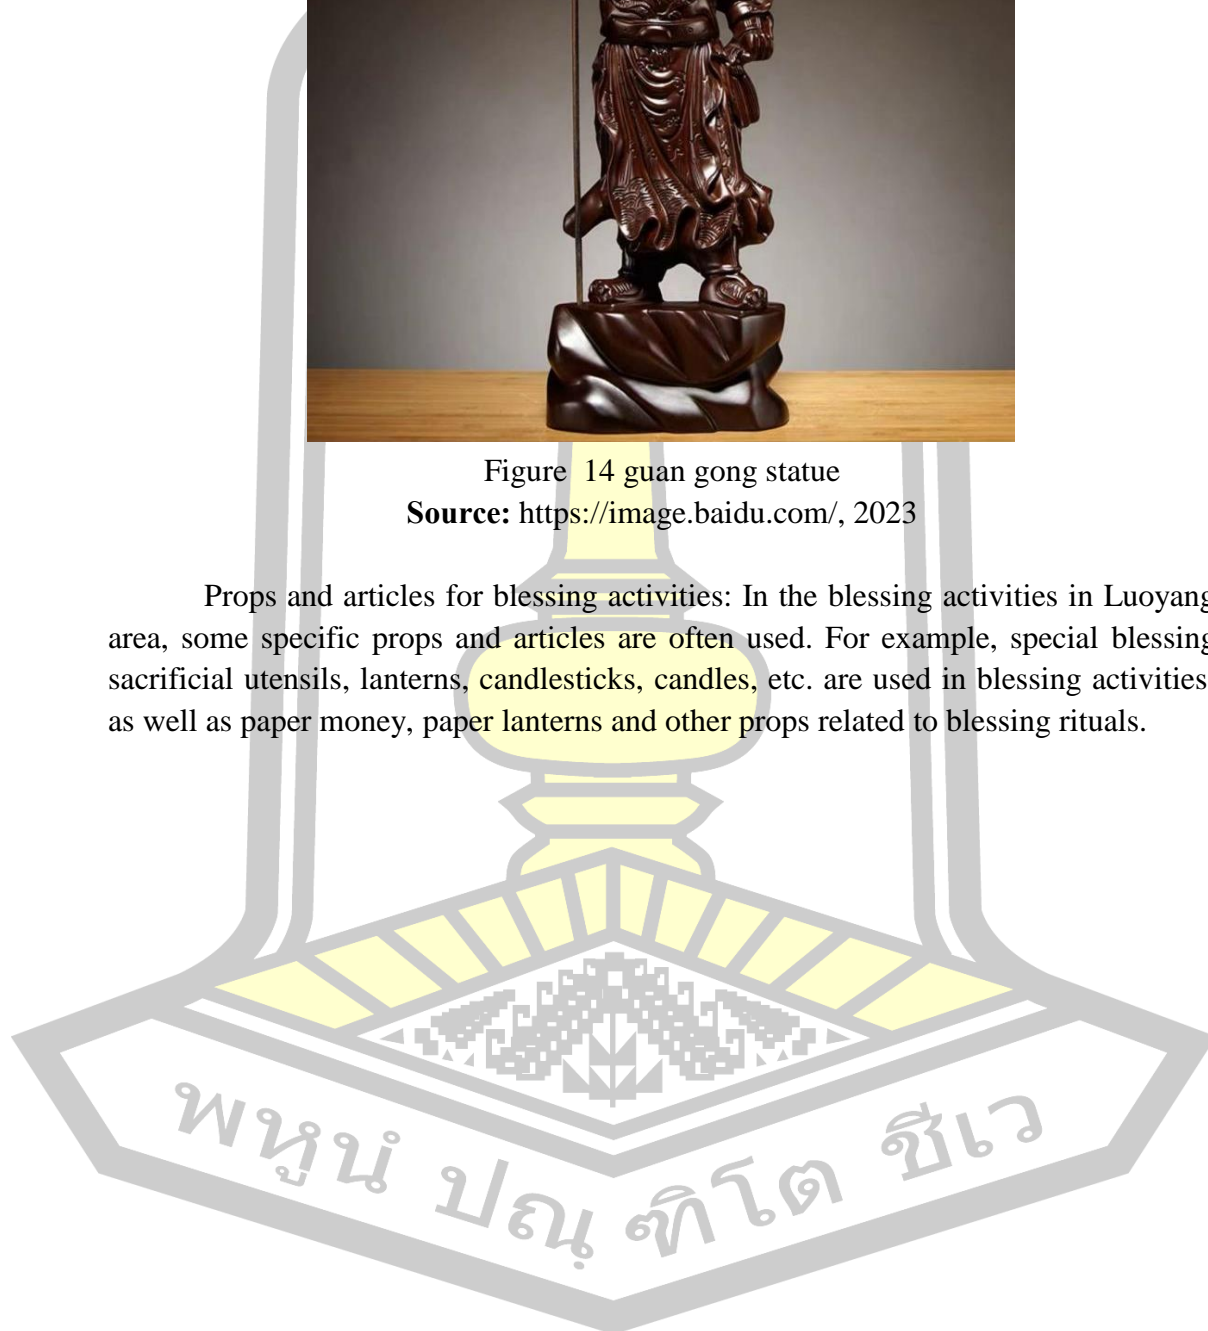 Figure 14 guan gong statue
Source: https://image.baidu.com/, 2023
Props and articles for blessing activities: In the blessing activities in Luoyang
area, some specific props and articles are often used. For example, special blessing
sacrificial utensils, lanterns, candlesticks, candles, etc. are used in blessing activities
as well as paper money, paper lanterns and other props related to blessing rituals.
พหูนํ ปณฺฑิโต ชีเว